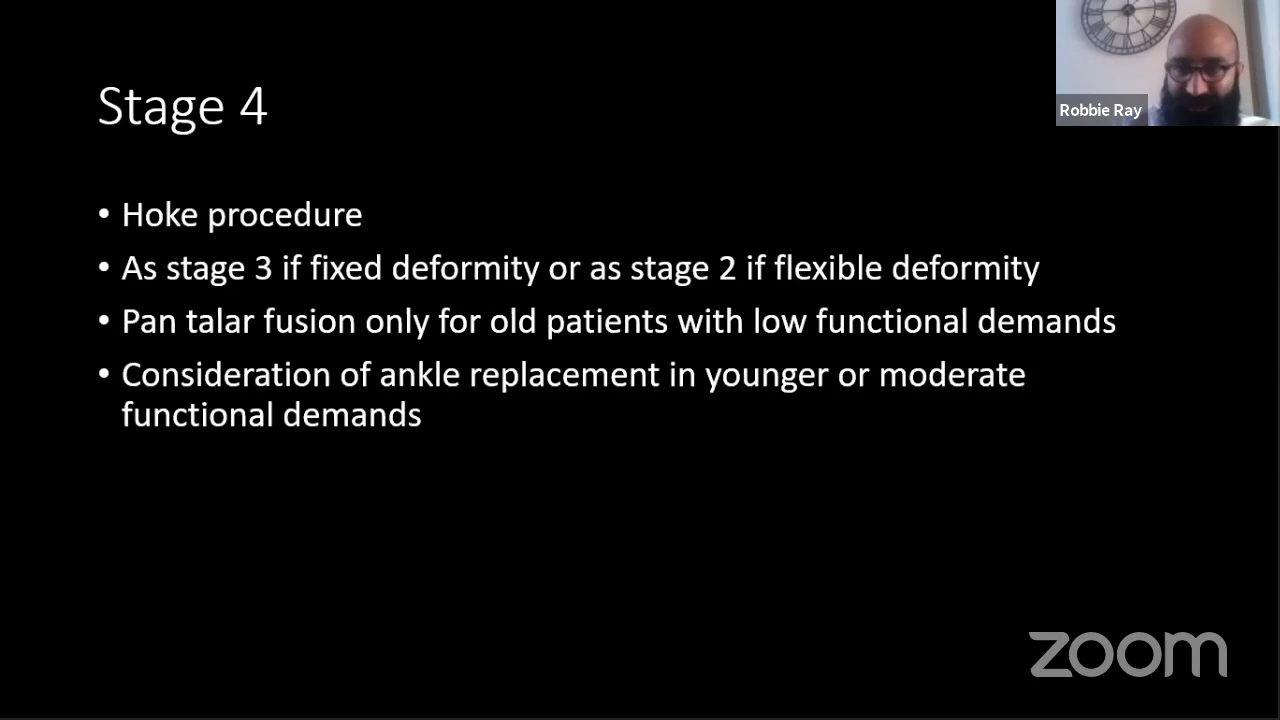 Stage 4
• Hoke procedure
• As stage 3 if fixed deformity or as stage 2 if flexible deformity
• Pan talar fusion only for old patients with low functional demands
• Consideration of ankle replacement in younger or moderate
functional demands
Robbie Ray
zoom